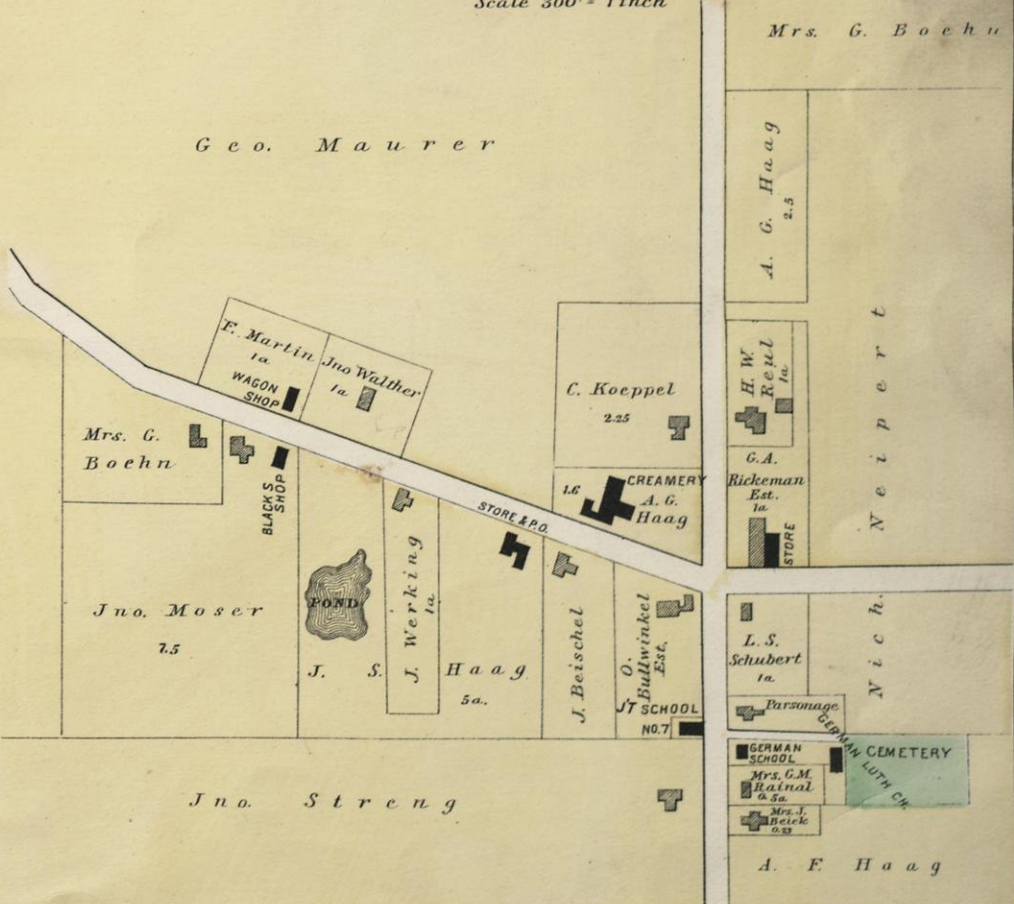 Scale 300' = 1 inch
Mrs. G. Boehn
Geo. Maurer
A. G. Haag
2.5
F. Martin
1a
WAGON
SHOP
Jno Walther
1a
C. Koeppel
2.25
H. W.
Reul
1a
Mrs. G.
Boehn
BLACK S.
SHOP
STORE & P.O.
1.6
CREAMERY
A. G.
Haag
G.A.
Rickeman
Est.
1a
STORE
Nich. Neipert
Jno. Moser
7.5
POND
J. Werking
1a
J. S. Haag
5a.
J. Beischel
O.
Bullwinkel
Est.
L. S.
Schubert
1a
J'T SCHOOL
NO. 7
Parsonage
GERMAN LUTH CH.
GERMAN
SCHOOL
CEMETERY
Mrs. G.M.
Rainal
0.5a
Mrs. J.
Beick
Jno. Streng
A. F. Haag